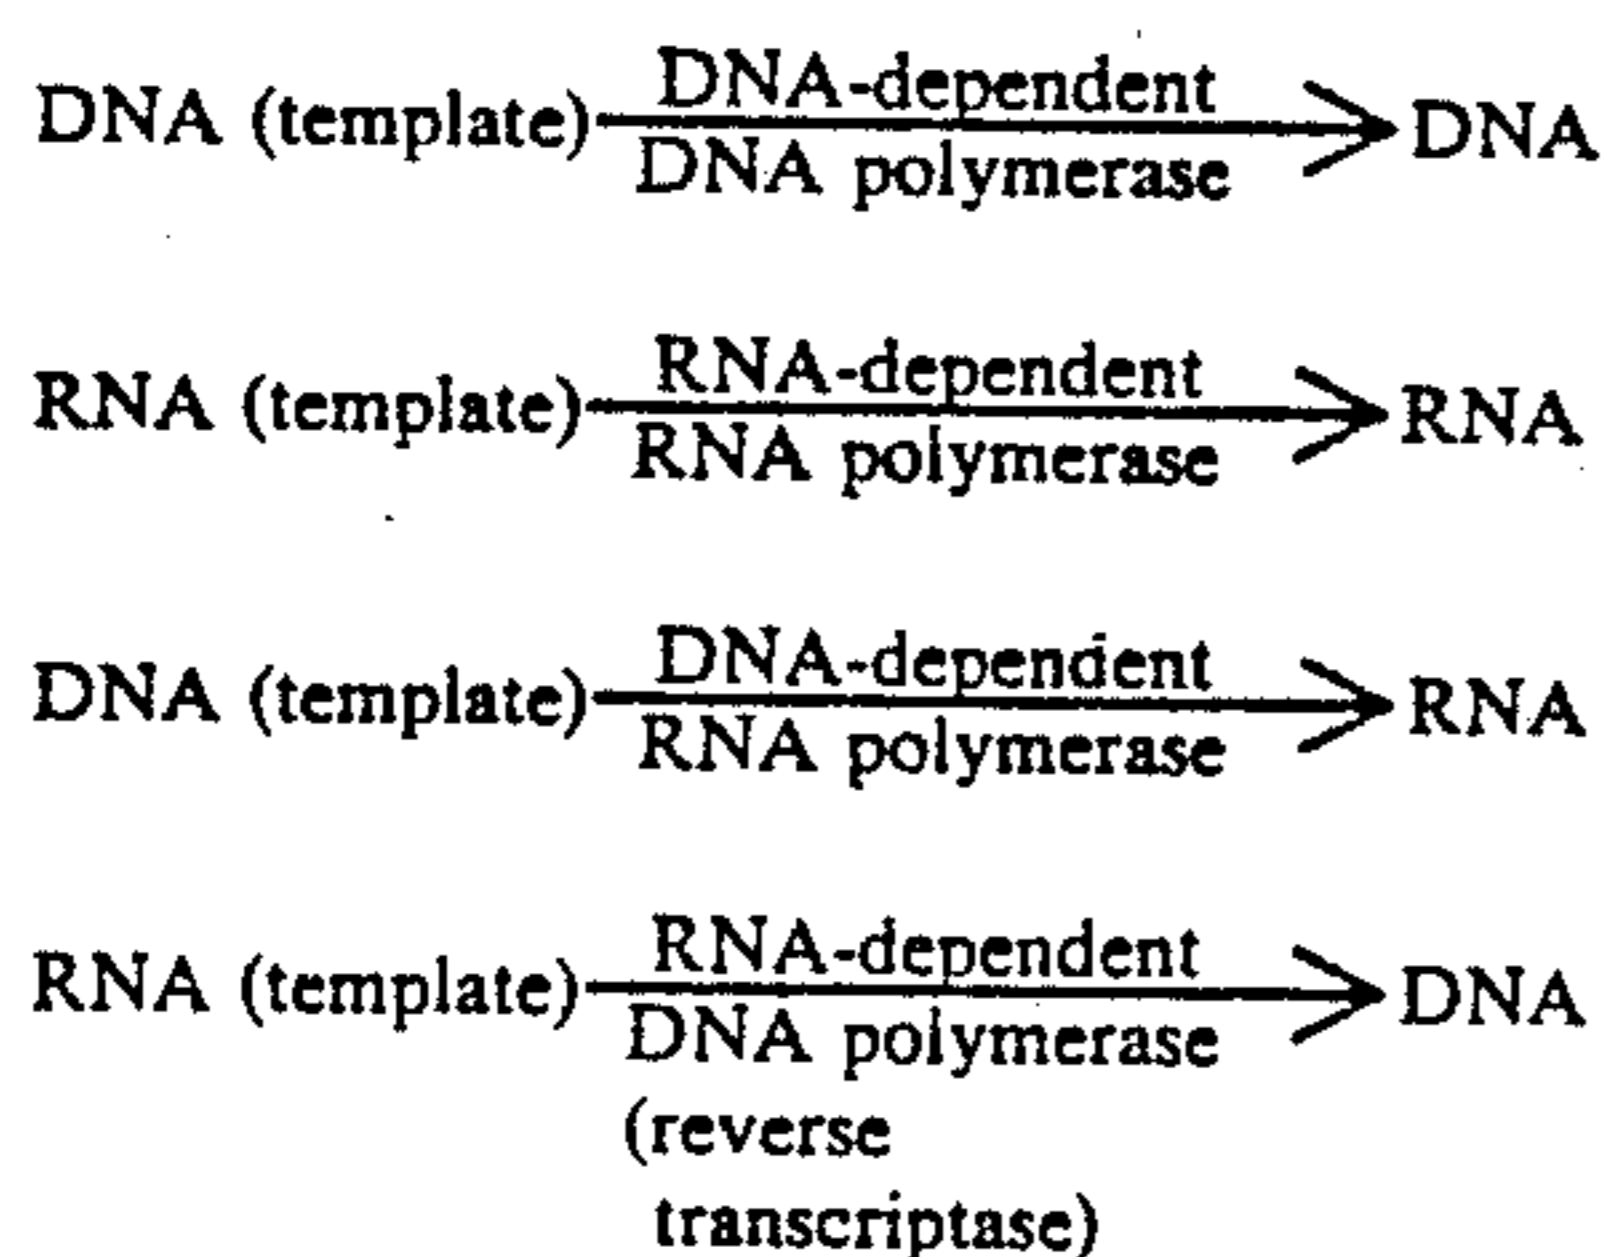 DNA (template) DNA-dependent DNA
DNA polymerase
RNA (template) RNA-dependent RNA
RNA polymerase
DNA (template) DNA-dependent RNA
RNA polymerase
RNA (template) RNA-dependent DNA
DNA polymerase
(reverse
transcriptase)